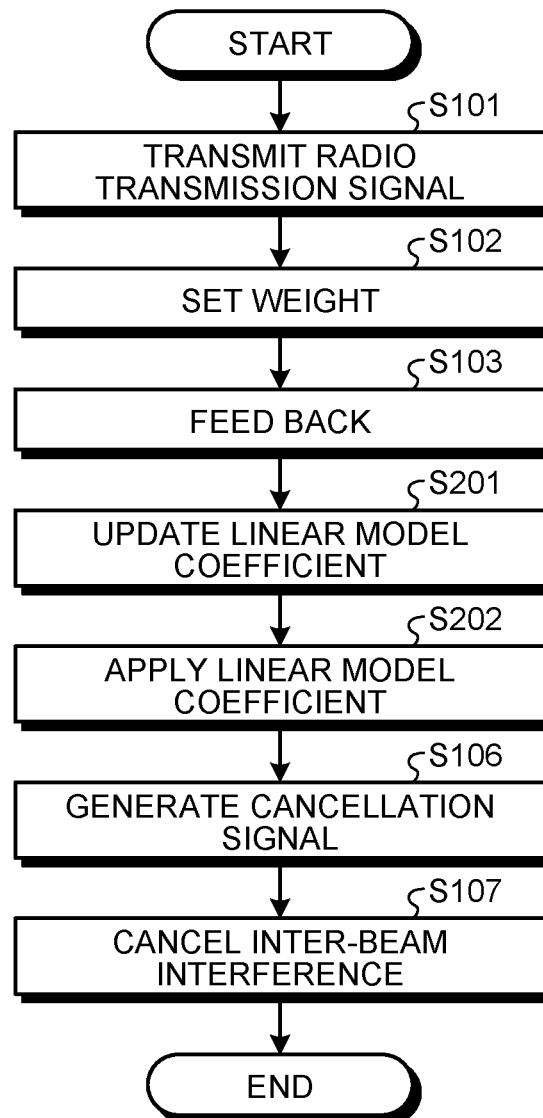 START
S101
TRANSMIT RADIO
TRANSMISSION SIGNAL
S102
SET WEIGHT
S103
FEED BACK
S201
UPDATE LINEAR MODEL
COEFFICIENT
S202
APPLY LINEAR MODEL
COEFFICIENT
S106
GENERATE CANCELLATION
SIGNAL
S107
CANCEL INTER-BEAM
INTERFERENCE
END